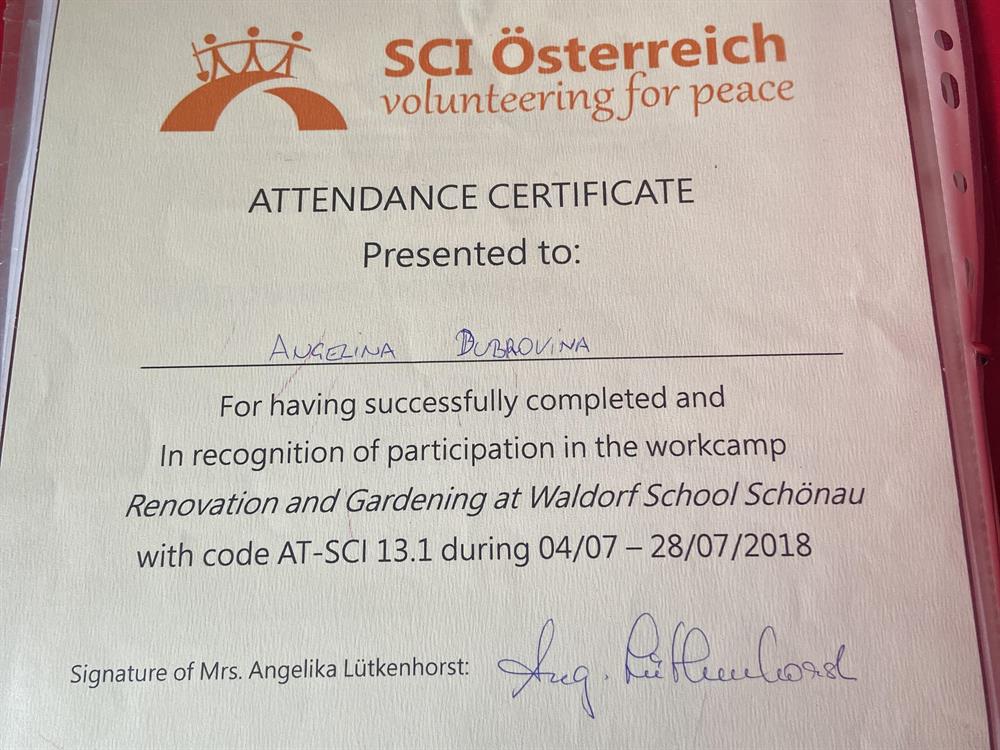 SCI Österreich
volunteering for peace
ATTENDANCE CERTIFICATE
Presented to:
ANGELINA DUBROVINA
For having successfully completed and
In recognition of participation in the workcamp
Renovation and Gardening at Waldorf School Schönau
with code AT-SCI 13.1 during 04/07 – 28/07/2018
Signature of Mrs. Angelika Lütkenhorst: Ang. Lütkenhorst